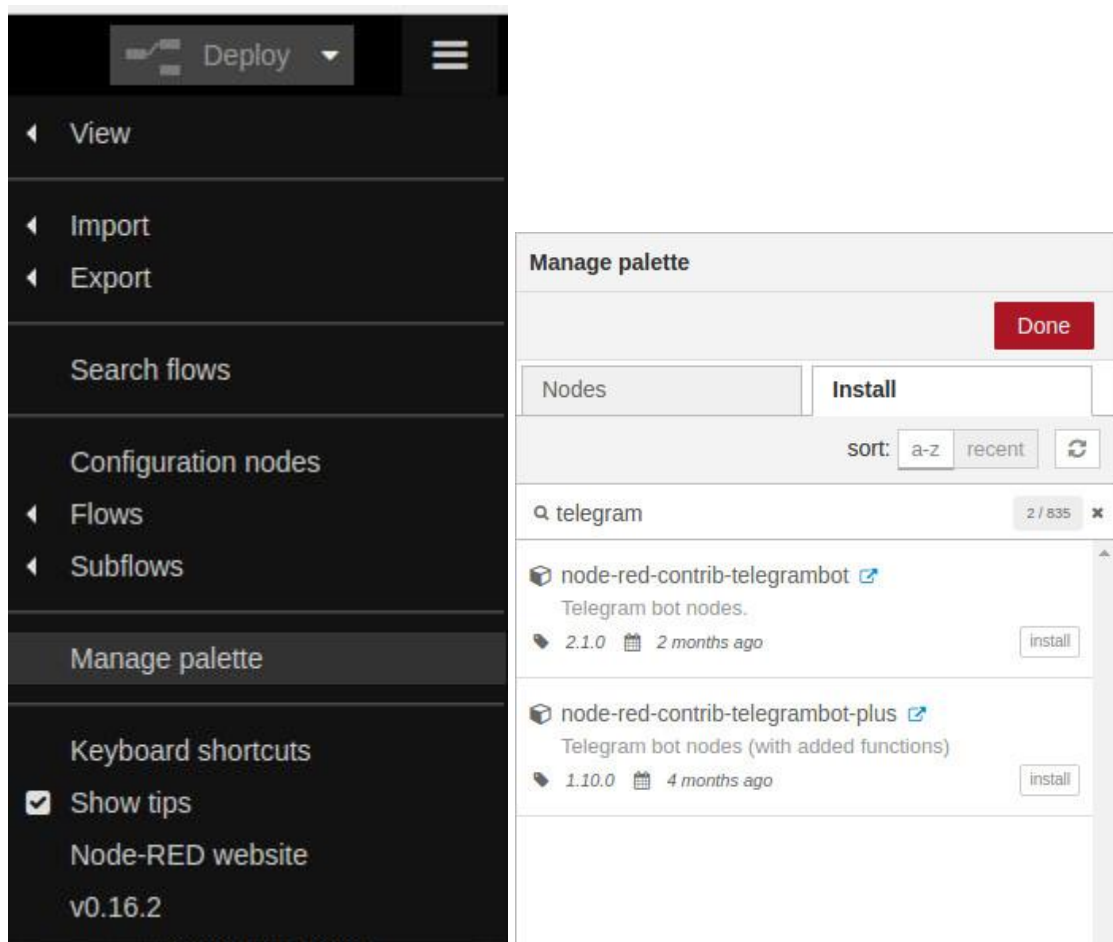 Deploy
View
Import
Export
Search flows
Configuration nodes
Flows
Subflows
Manage palette
Keyboard shortcuts
Show tips
Node-RED website
v0.16.2
Manage palette
Done
Nodes Install
sort: a-z recent
telegram 2 / 835
node-red-contrib-telegrambot
Telegram bot nodes.
2.1.0 2 months ago install
node-red-contrib-telegrambot-plus
Telegram bot nodes (with added functions)
1.10.0 4 months ago install